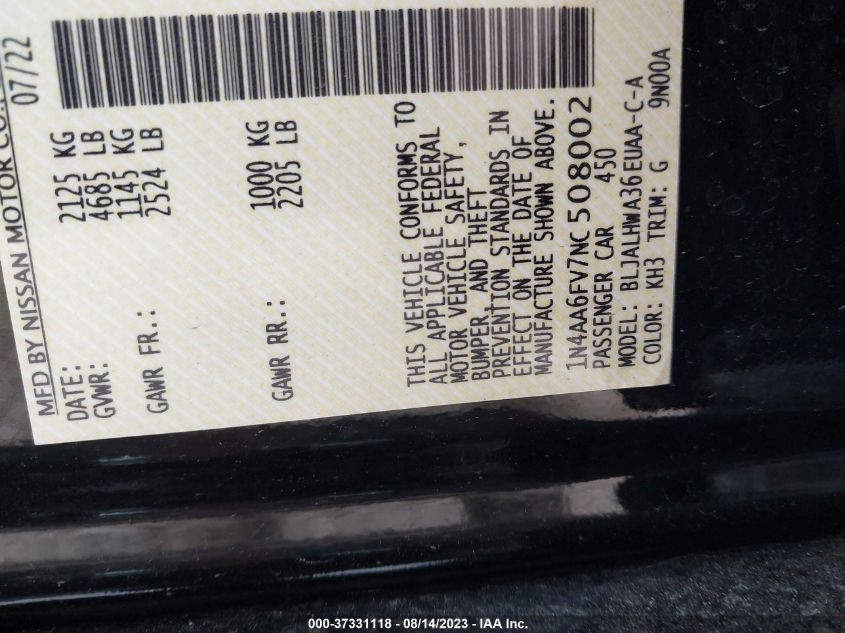 MFD BY NISSAN MOTOR CO.
DATE: 07/22
GVWR: 2125 KG
4685 LB
GAWR FR.: 1145 KG
2524 LB
GAWR RR.: 1000 KG
2205 LB
THIS VEHICLE CONFORMS TO
ALL APPLICABLE FEDERAL
MOTOR VEHICLE SAFETY,
BUMPER, AND THEFT
PREVENTION STANDARDS IN
EFFECT ON THE DATE OF
MANUFACTURE SHOWN ABOVE.
1N4AA6FV7NC508002
PASSENGER CAR 450
MODEL: BLJALHWA36EUAA-C-A
COLOR: KH3 TRIM: G 9N00A
000-37331118 - 08/14/2023 - IAA Inc.